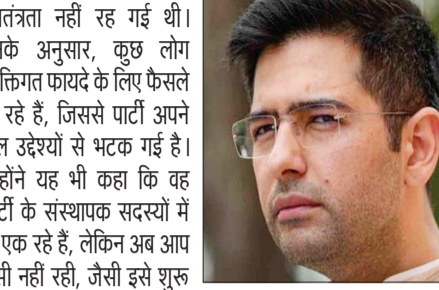 तंत्रता नहीं रह गई थी।
के अनुसार, कुछ लोग
क्तिगत फायदे के लिए फैसले
रहे हैं, जिससे पार्टी अपने
उद्देश्यों से भटक गई है।
होंने यह भी कहा कि वह
र्टी के संस्थापक सदस्यों में
एक रहे हैं, लेकिन अब आप
सी नहीं रही, जैसी इसे शुरू